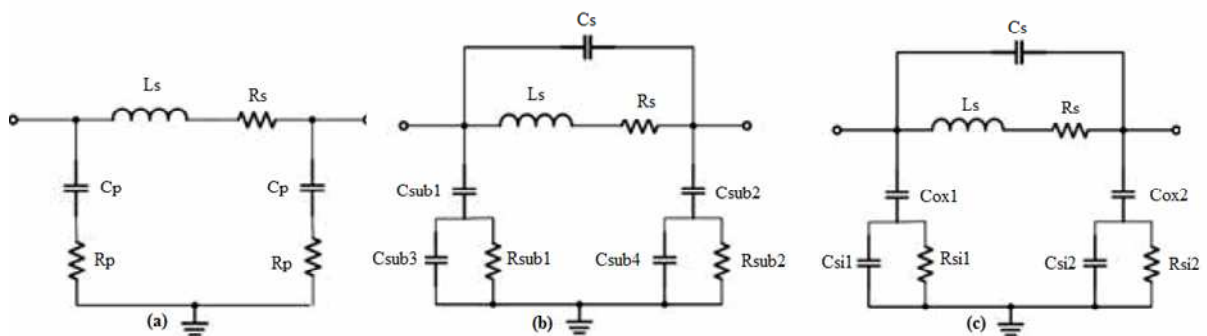 Ls
Rs
Cp
Cp
Rp
Rp
(a)
Cs
Ls
Rs
Csub1
Csub2
Csub3
Rsub1
Csub4
Rsub2
(b)
Cs
Ls
Rs
Cox1
Cox2
Csi1
Rsi1
Csi2
Rsi2
(c)